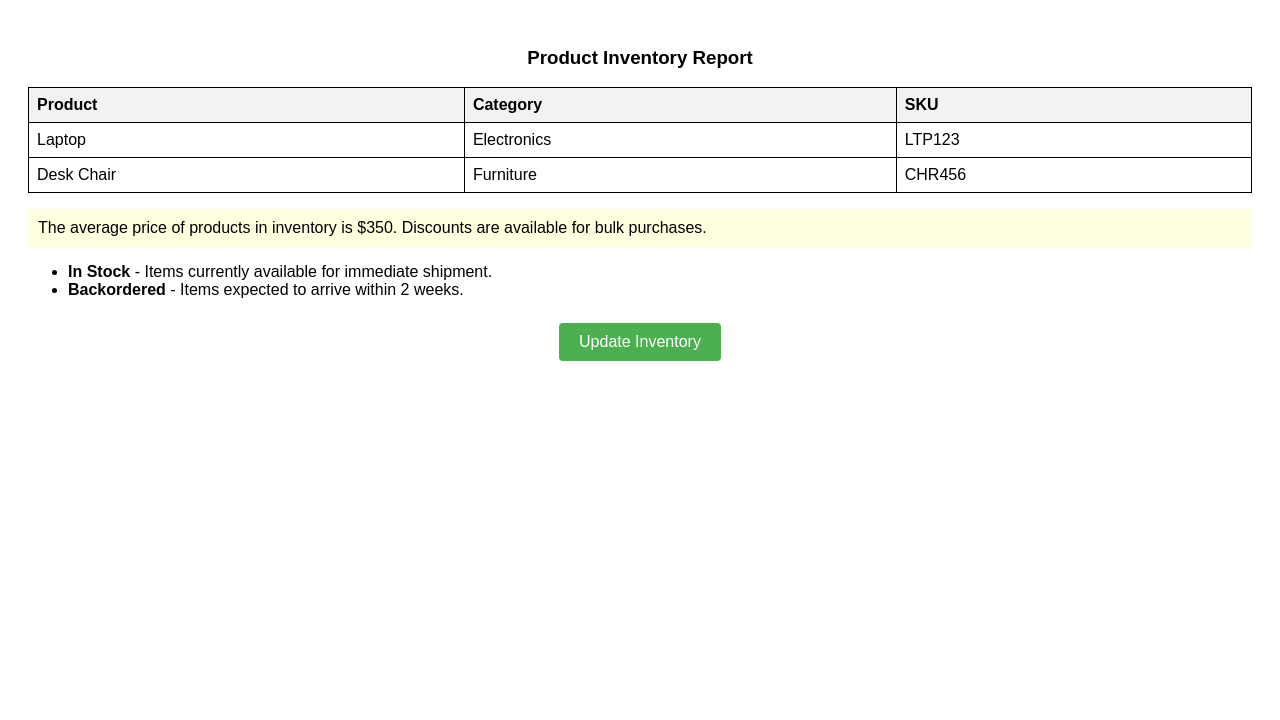 Product Inventory Report
Product Category SKU
Laptop Electronics LTP123
Desk Chair Furniture CHR456
The average price of products in inventory is $350. Discounts are available for bulk purchases.
• In Stock - Items currently available for immediate shipment.
• Backordered - Items expected to arrive within 2 weeks.
Update Inventory